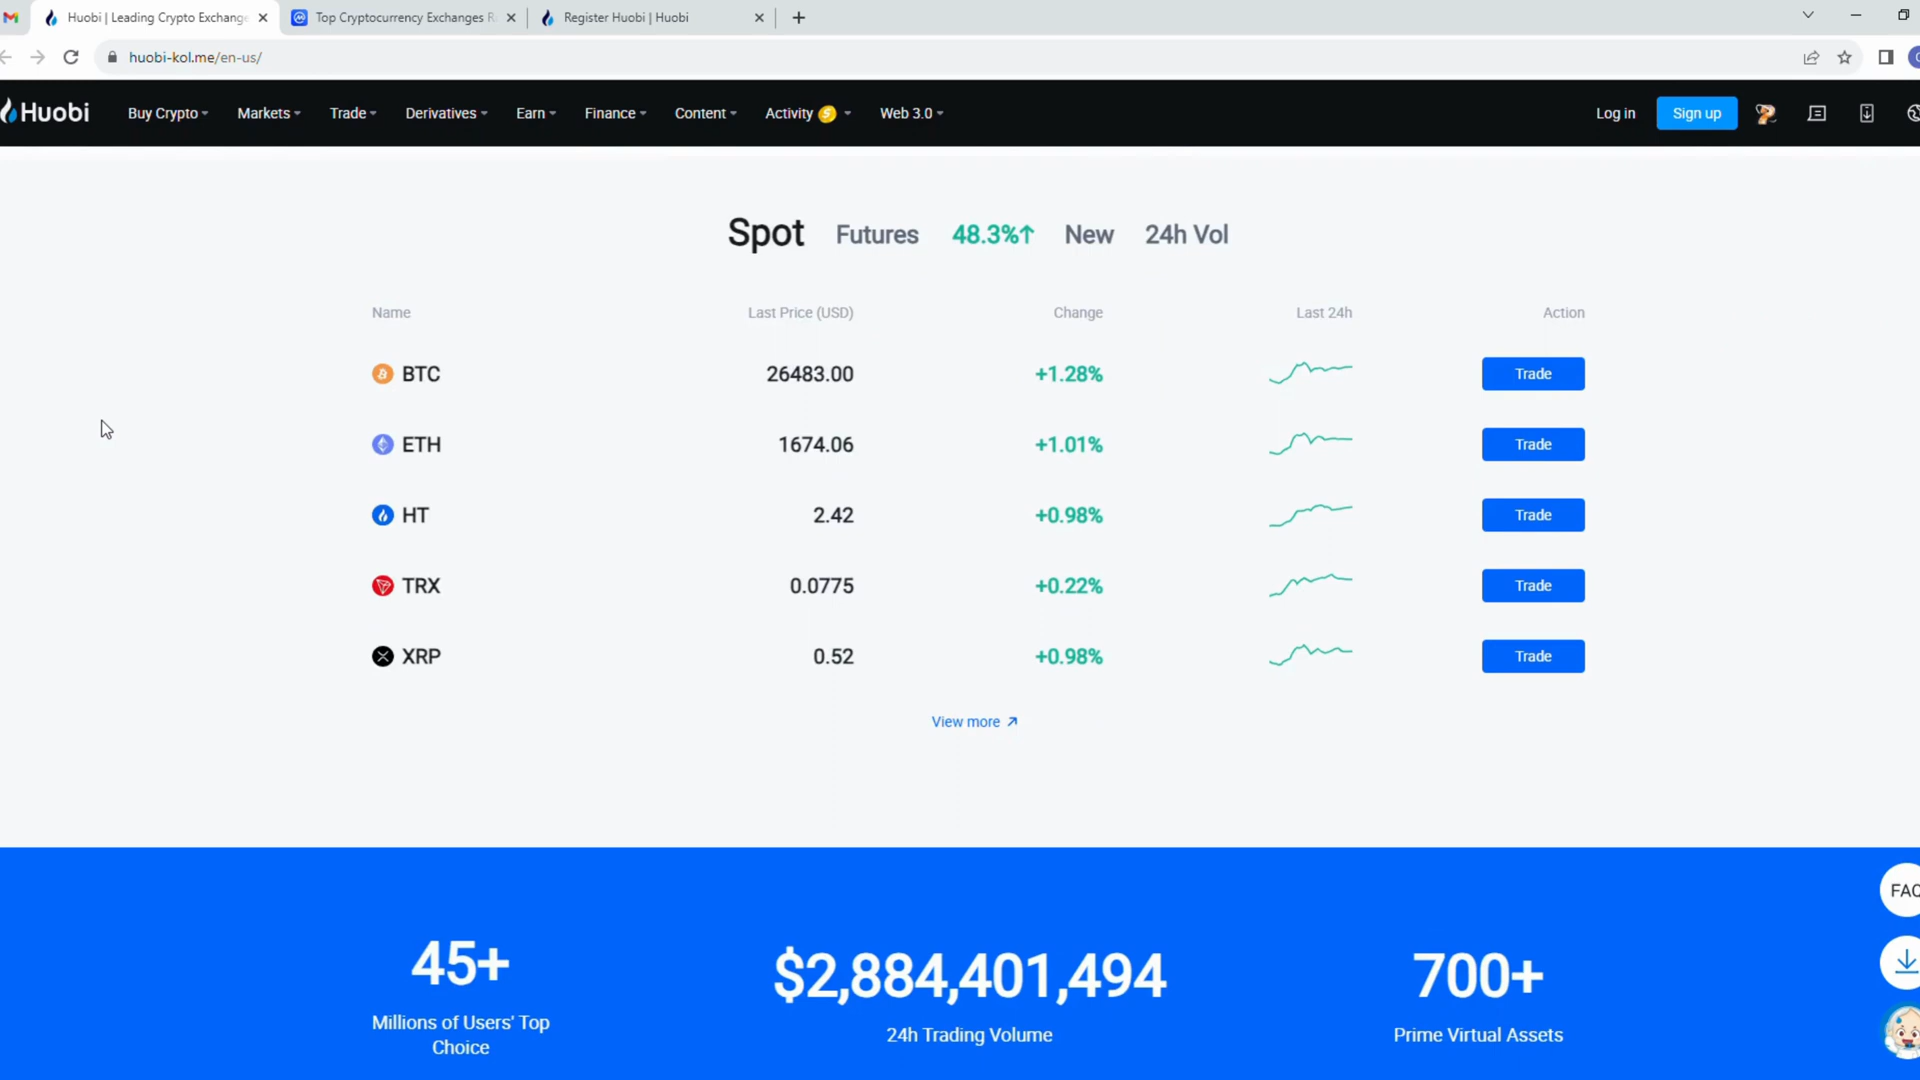 Huobi | Leading Crypto Exchange
Top Cryptocurrency Exchanges R
Register Huobi | Huobi
huobi-kol.me/en-us/
Huobi Buy Crypto Markets Trade Derivatives Earn Finance Content Activity Web 3.0 Log in Sign up
Spot Futures 48.3%↑ New 24h Vol
Name Last Price (USD) Change Last 24h Action
BTC 26483.00 +1.28% Trade
ETH 1674.06 +1.01% Trade
HT 2.42 +0.98% Trade
TRX 0.0775 +0.22% Trade
XRP 0.52 +0.98% Trade
View more
45+
Millions of Users' Top
Choice
$2,884,401,494
24h Trading Volume
700+
Prime Virtual Assets
FAQ